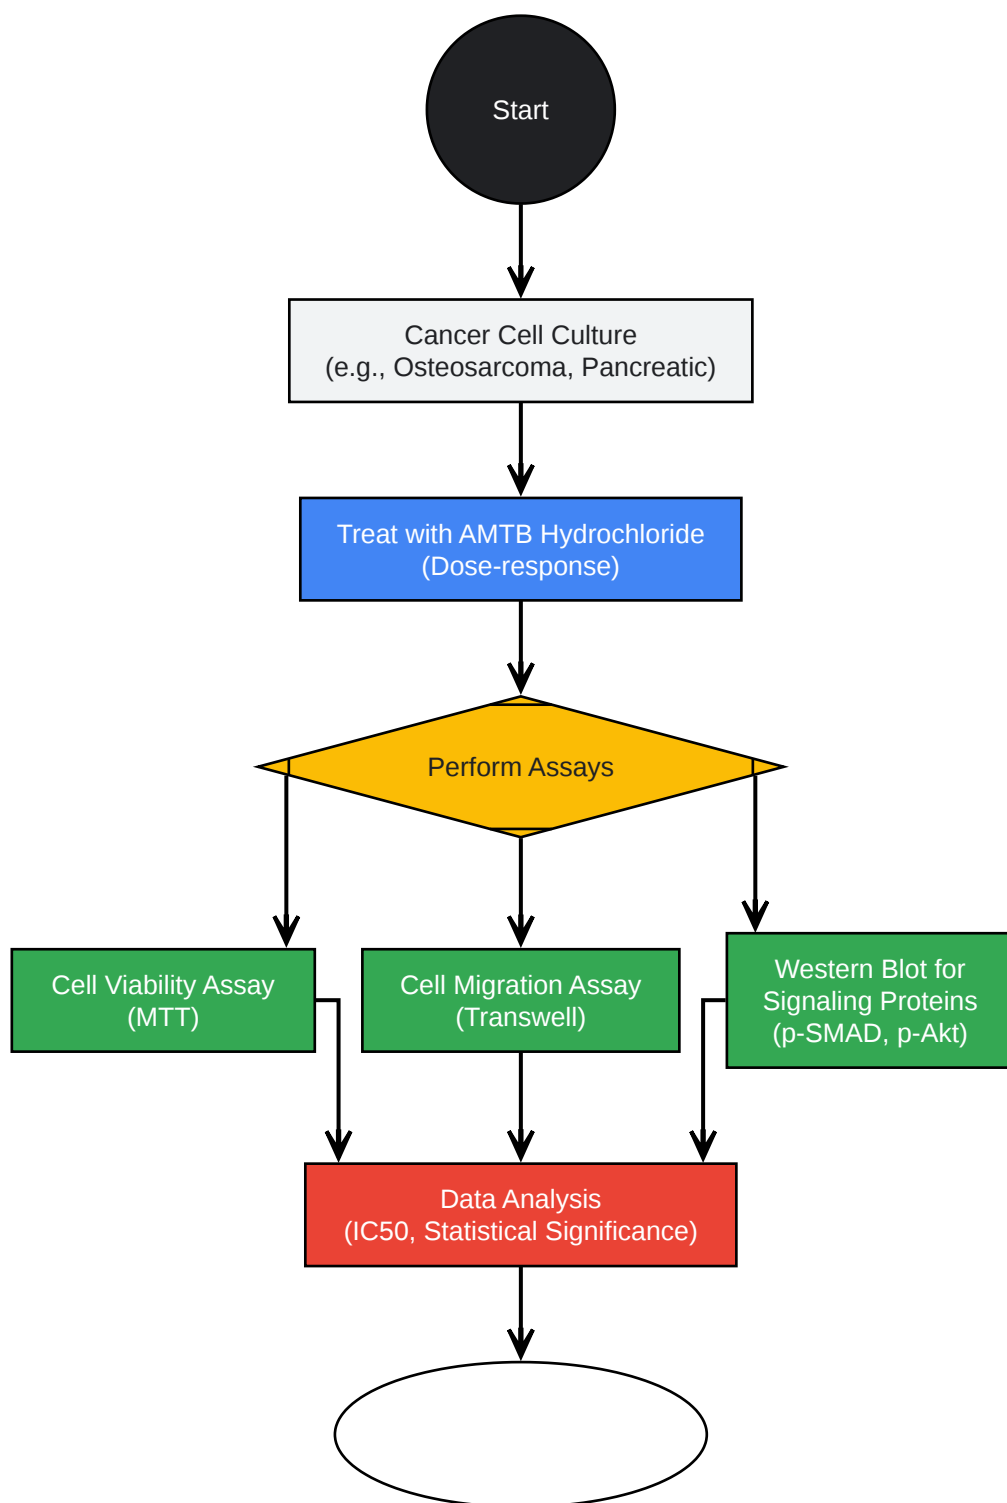 Start
Cancer Cell Culture
(e.g., Osteosarcoma, Pancreatic)
Treat with AMTB Hydrochloride
(Dose-response)
Perform Assays
Cell Viability Assay
(MTT)
Cell Migration Assay
(Transwell)
Western Blot for
Signaling Proteins
(p-SMAD, p-Akt)
Data Analysis
(IC50, Statistical Significance)